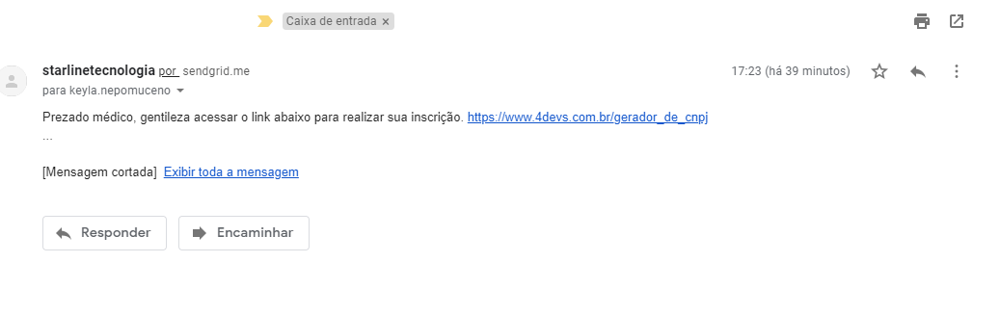 Caixa de entrada ×
starlinetecnologia por sendgrid.me
17:23 (há 39 minutos)
para keyla.nepomuceno
Prezado médico, gentileza acessar o link abaixo para realizar sua inscrição. https://www.4devs.com.br/gerador_de_cnpj
...
[Mensagem cortada] Exibir toda a mensagem
Responder
Encaminhar